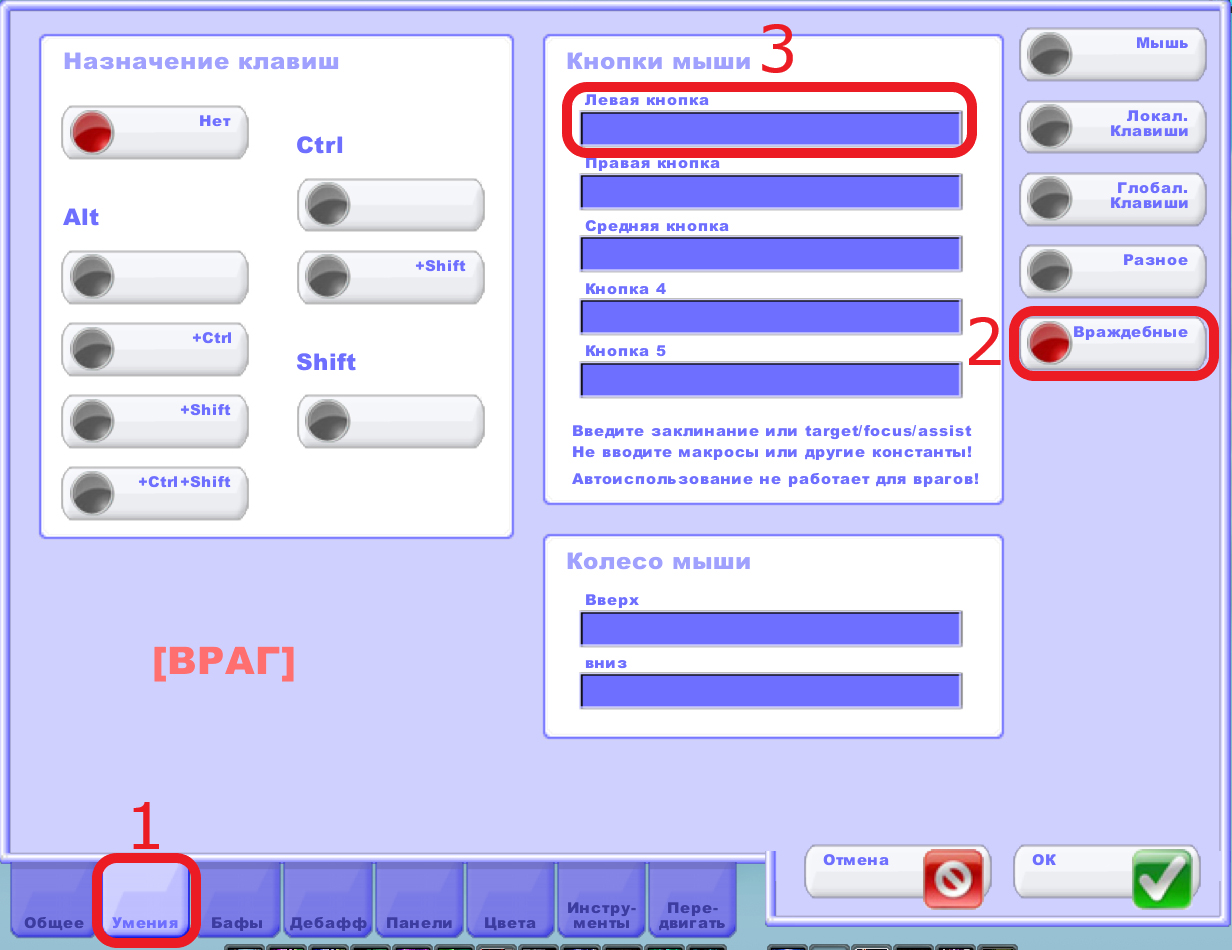 Назначение клавиш
Нет
Ctrl
Alt
+Shift
+Ctrl
Shift
+Shift
+Ctrl+Shift
[ВРАГ]
Кнопки мыши 3
Левая кнопка
Правая кнопка
Средняя кнопка
Кнопка 4
Кнопка 5
Введите заклинание или target/focus/assist
Не вводите макросы или другие константы!
Автоиспользование не работает для врагов!
Колесо мыши
Вверх
вниз
Мышь
Локал.
Клавиши
Глобал.
Клавиши
Разное
2
Враждебные
1
Общее
Умения
Бафы
Дебафф
Панели
Цвета
Инстру-
менты
Пере-
двигать
Отмена
ОК